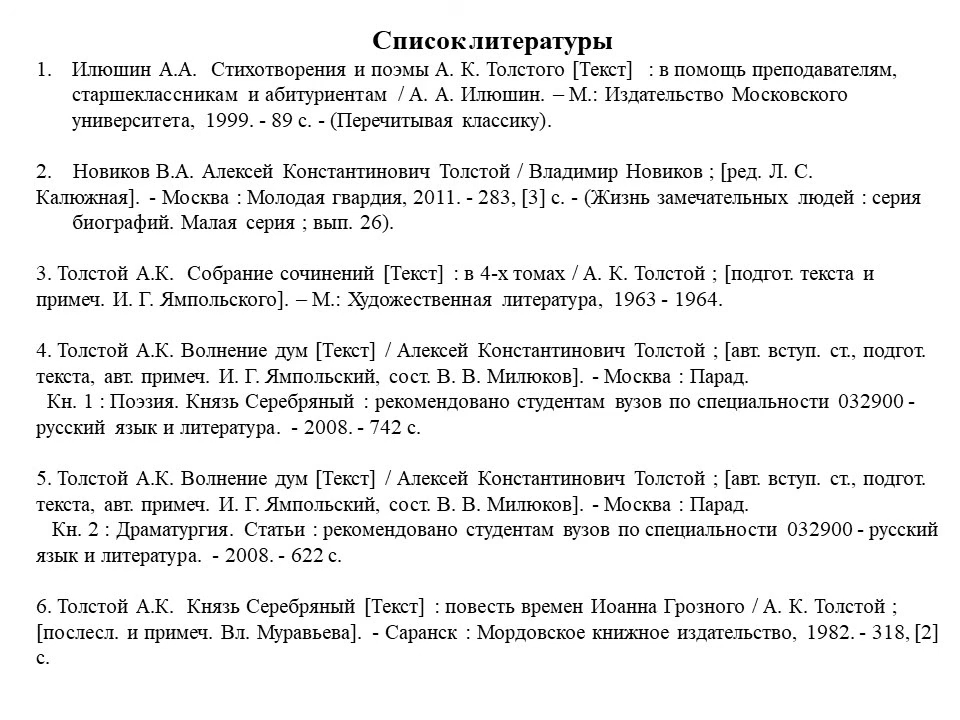 Список литературы
1. Илюшин А.А. Стихотворения и поэмы А. К. Толстого [Текст] : в помощь преподавателям,
старшеклассникам и абитуриентам / А. А. Илюшин. – М.: Издательство Московского
университета, 1999. - 89 с. - (Перечитывая классику).
2. Новиков В.А. Алексей Константинович Толстой / Владимир Новиков ; [ред. Л. С.
Калюжная]. - Москва : Молодая гвардия, 2011. - 283, [3] с. - (Жизнь замечательных людей : серия
биографий. Малая серия ; вып. 26).
3. Толстой А.К. Собрание сочинений [Текст] : в 4-х томах / А. К. Толстой ; [подгот. текста и
примеч. И. Г. Ямпольского]. – М.: Художественная литература, 1963 - 1964.
4. Толстой А.К. Волнение дум [Текст] / Алексей Константинович Толстой ; [авт. вступ. ст., подгот.
текста, авт. примеч. И. Г. Ямпольский, сост. В. В. Милюков]. - Москва : Парад.
Кн. 1 : Поэзия. Князь Серебряный : рекомендовано студентам вузов по специальности 032900 -
русский язык и литература. - 2008. - 742 с.
5. Толстой А.К. Волнение дум [Текст] / Алексей Константинович Толстой ; [авт. вступ. ст., подгот.
текста, авт. примеч. И. Г. Ямпольский, сост. В. В. Милюков]. - Москва : Парад.
Кн. 2 : Драматургия. Статьи : рекомендовано студентам вузов по специальности 032900 - русский
язык и литература. - 2008. - 622 с.
6. Толстой А.К. Князь Серебряный [Текст] : повесть времен Иоанна Грозного / А. К. Толстой ;
[послесл. и примеч. Вл. Муравьева]. - Саранск : Мордовское книжное издательство, 1982. - 318, [2]
с.